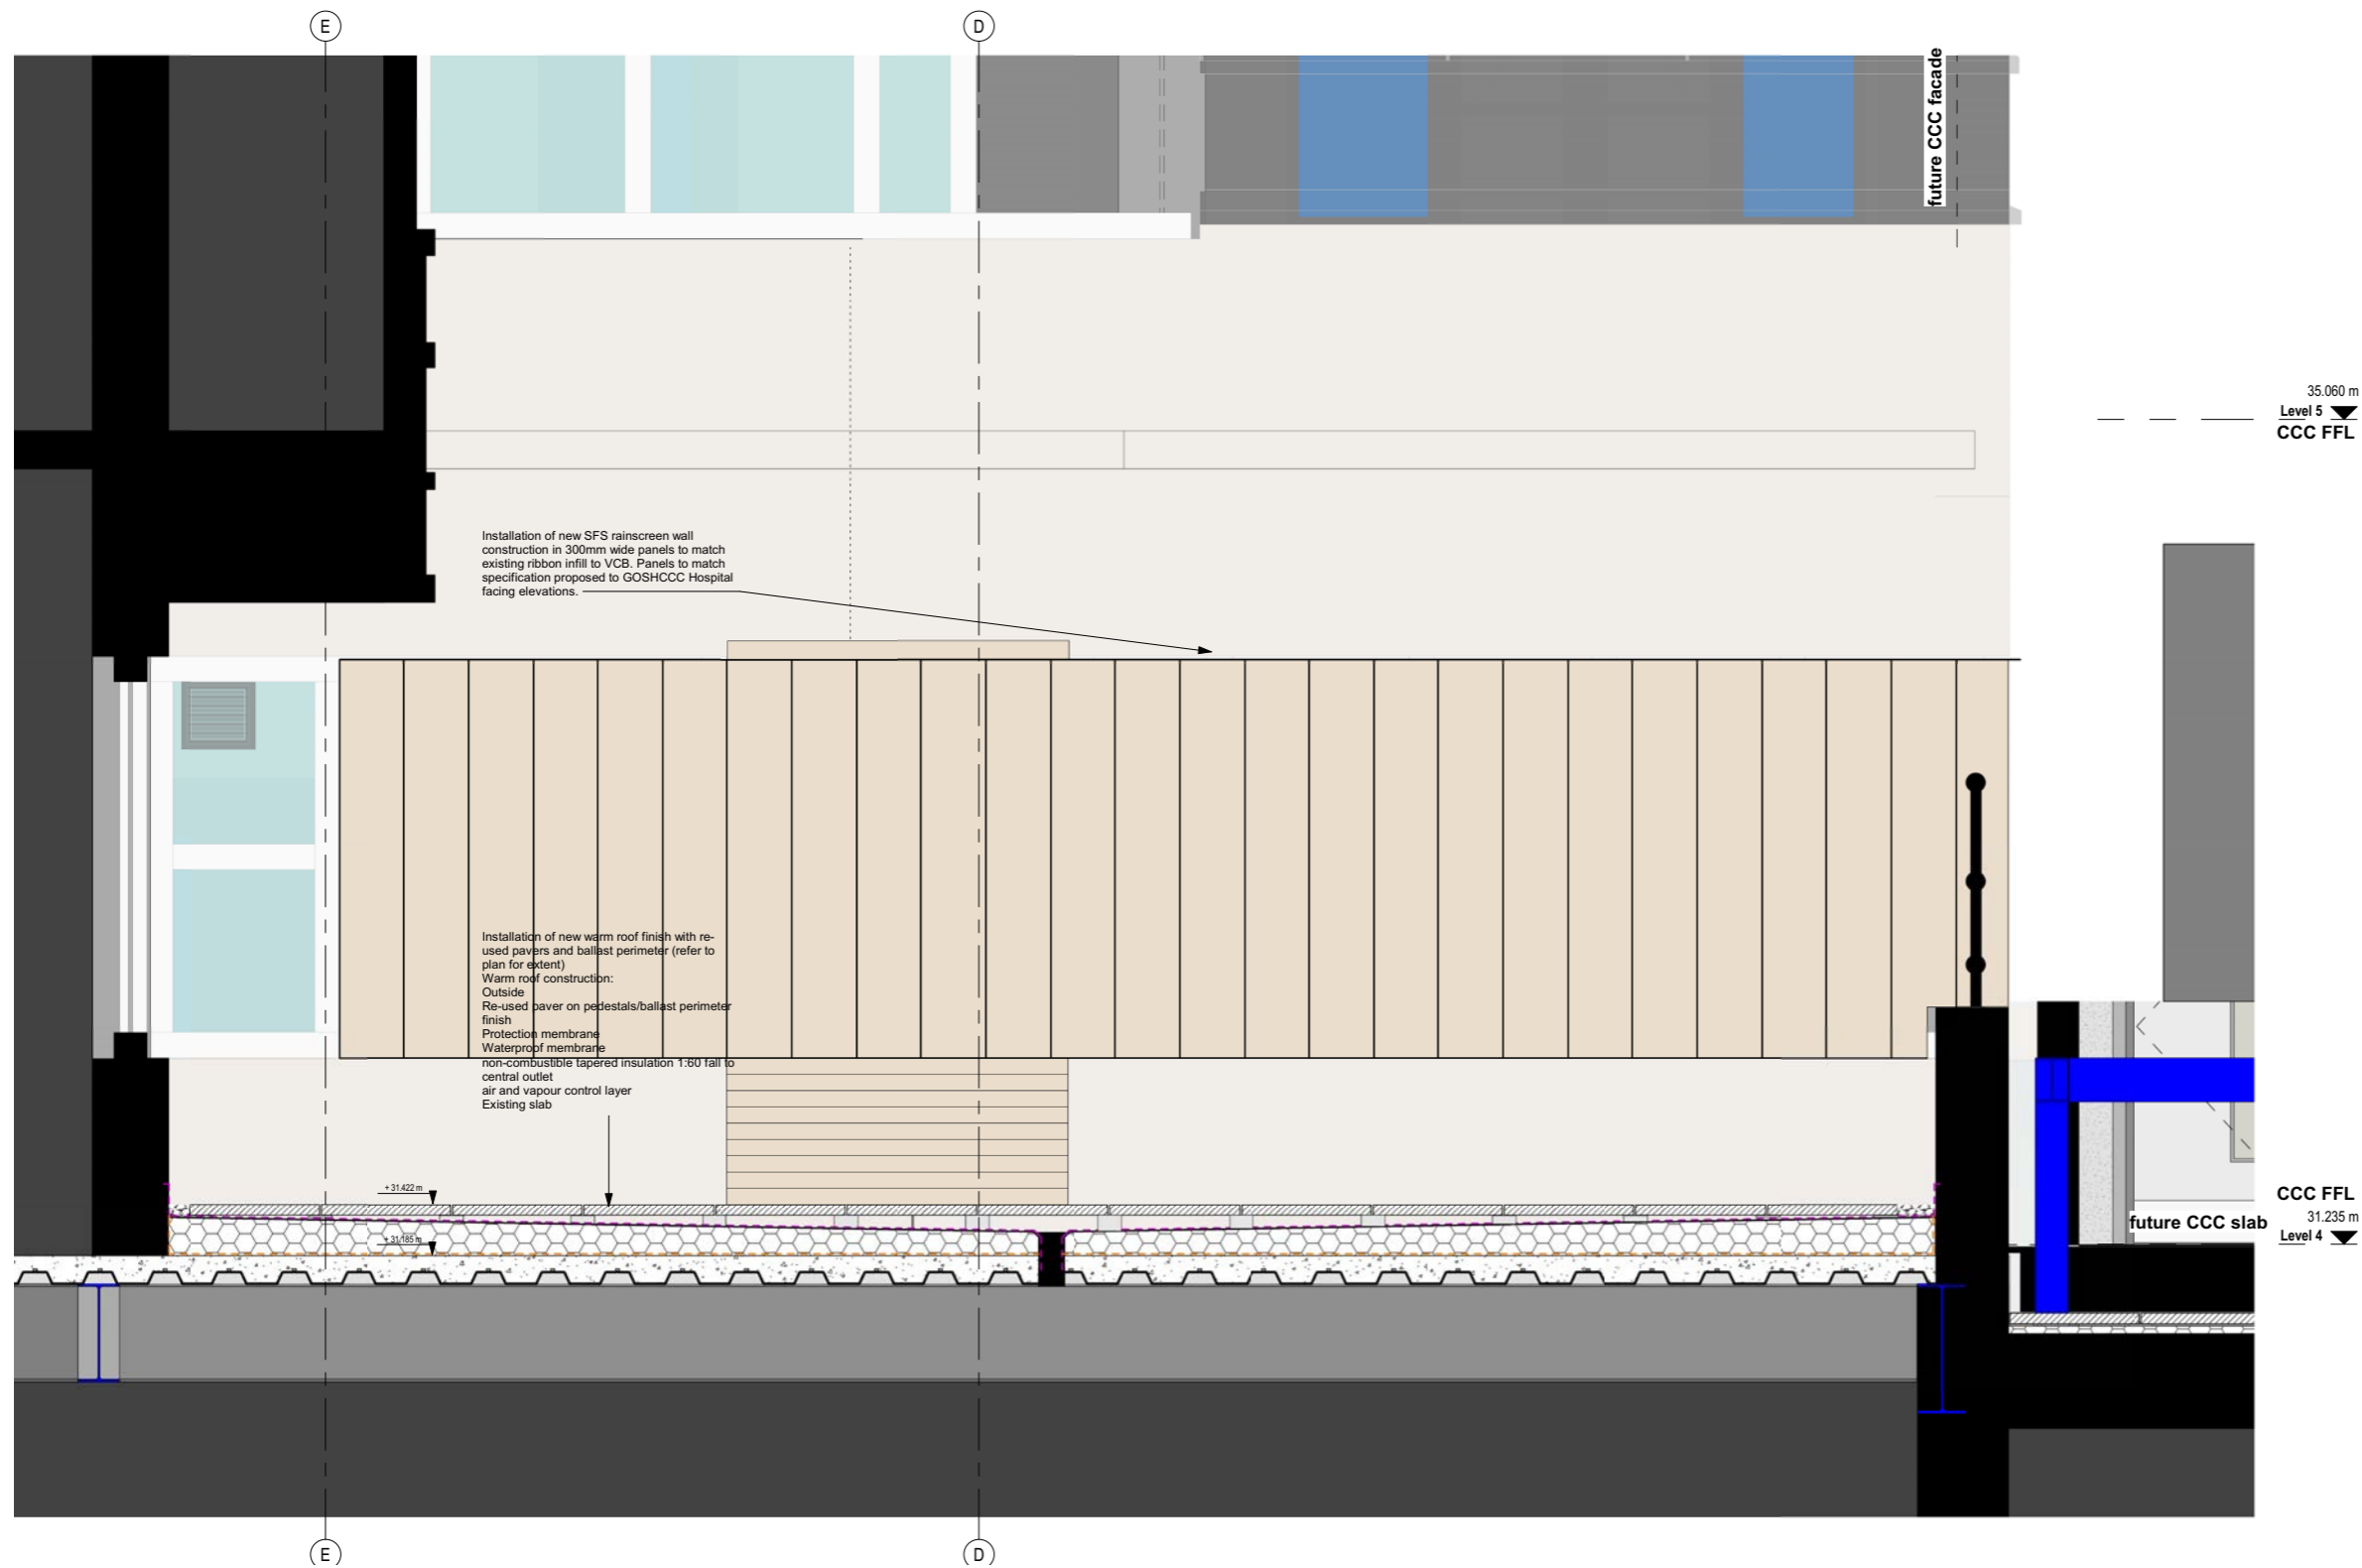 E
D
future CCC facade
35.060 m
Level 5
CCC FFL
Installation of new SFS rainscreen wall
construction in 300mm wide panels to match
existing ribbon infill to VCB. Panels to match
specification proposed to GOSHCCC Hospital
facing elevations.
Installation of new warm roof finish with re-
used pavers and ballast perimeter (refer to
plan for extent)
Warm roof construction:
Outside
Re-used paver on pedestals/ballast perimeter
finish
Protection membrane
Waterproof membrane
non-combustible tapered insulation 1:60 fall to
central outlet
air and vapour control layer
Existing slab
+ 31.422 m
CCC FFL
future CCC slab
31.235 m
Level 4
+ 31.185 m
E
D